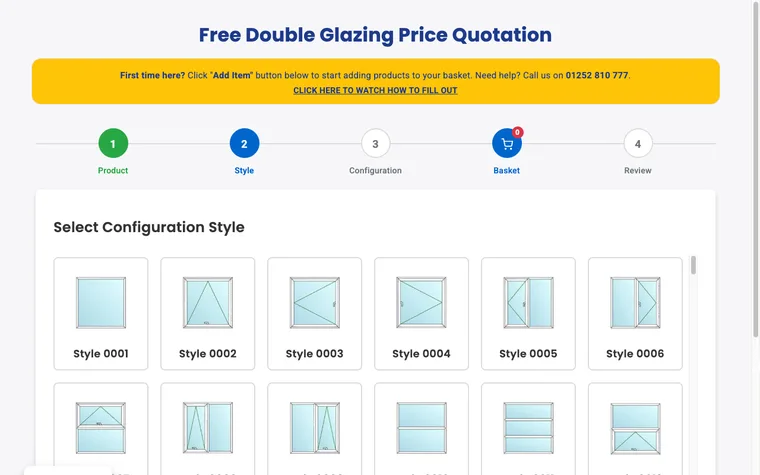 Free Double Glazing Price Quotation
First time here? Click "Add Item" button below to start adding products to your basket. Need help? Call us on 01252 810 777.
CLICK HERE TO WATCH HOW TO FILL OUT
1
2
3
0
4
Product
Style
Configuration
Basket
Review
Select Configuration Style
Style 0001
Style 0002
Style 0003
Style 0004
Style 0005
Style 0006